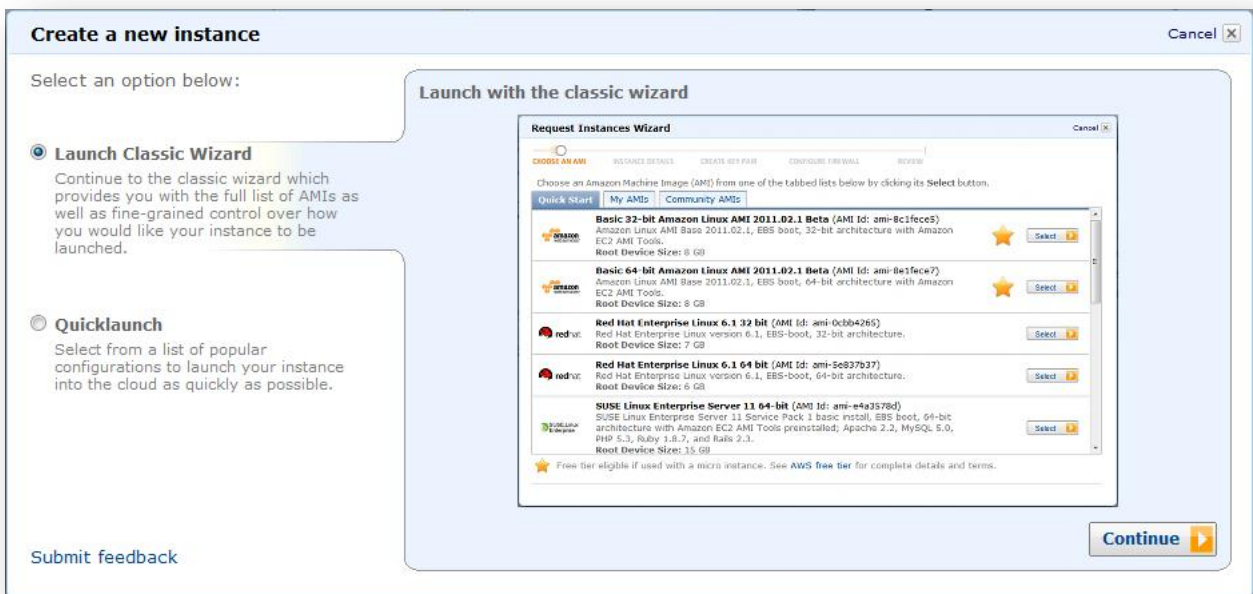 Create a new instance
Cancel
Select an option below:
Launch Classic Wizard
Continue to the classic wizard which
provides you with the full list of AMIs as
well as fine-grained control over how
you would like your instance to be
launched.
Quicklaunch
Select from a list of popular
configurations to launch your instance
into the cloud as quickly as possible.
Submit feedback
Launch with the classic wizard
Request Instances Wizard
Cancel
CHOOSE AN AMI INSTANCE DETAILS CREATE KEY PAIR CONFIGURE FIREWALL REVIEW
Choose an Amazon Machine Image (AMI) from one of the tabbed lists below by clicking its Select button.
Quick Start My AMIs Community AMIs
Basic 32-bit Amazon Linux AMI 2011.02.1 Beta (AMI Id: ami-8c1fece5)
amazon
Amazon Linux AMI Base 2011.02.1, EBS boot, 32-bit architecture with Amazon
EC2 AMI Tools.
Root Device Size: 8 GB
Select
Basic 64-bit Amazon Linux AMI 2011.02.1 Beta (AMI Id: ami-8e1fece7)
amazon
Amazon Linux AMI Base 2011.02.1, EBS boot, 64-bit architecture with Amazon
EC2 AMI Tools.
Root Device Size: 8 GB
Select
Red Hat Enterprise Linux 6.1 32 bit (AMI Id: ami-0cbb4265)
redhat
Red Hat Enterprise Linux version 6.1, EBS-boot, 32-bit architecture.
Root Device Size: 7 GB
Select
Red Hat Enterprise Linux 6.1 64 bit (AMI Id: ami-5e837b37)
redhat
Red Hat Enterprise Linux version 6.1, EBS-boot, 64-bit architecture.
Root Device Size: 6 GB
Select
SUSE Linux Enterprise Server 11 64-bit (AMI Id: ami-e4a3578d)
SUSE Linux
Enterprise
SUSE Linux Enterprise Server 11 Service Pack 1 basic install, EBS boot, 64-bit
architecture with Amazon EC2 AMI Tools preinstalled; Apache 2.2, MySQL 5.0,
PHP 5.3, Ruby 1.8.7, and Rails 2.3.
Root Device Size: 15 GB
Select
Free tier eligible if used with a micro instance. See AWS free tier for complete details and terms.
Continue